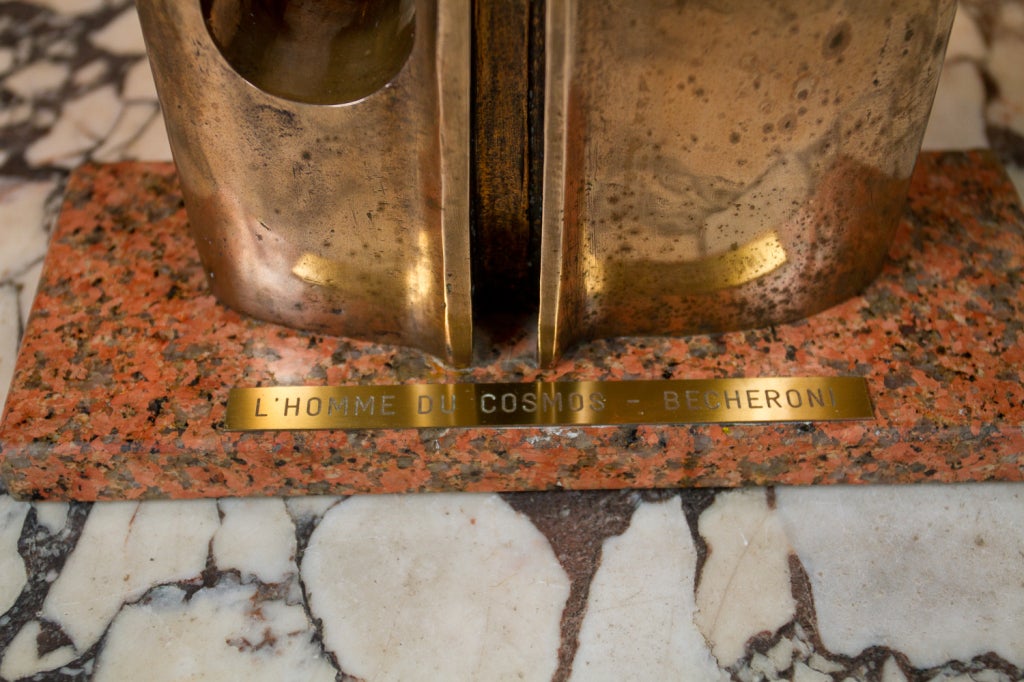 L'HOMME DU COSMOS - BECHERONI